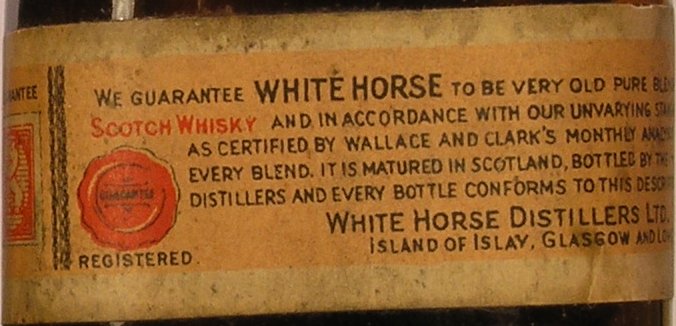 WE GUARANTEE WHITE HORSE TO BE VERY OLD PURE
SCOTCH WHISKY AND IN ACCORDANCE WITH OUR UNVARYING
AS CERTIFIED BY WALLACE AND CLARK'S MONTHLY
EVERY BLEND. IT IS MATURED IN SCOTLAND, BOTTLED BY THE
DISTILLERS AND EVERY BOTTLE CONFORMS TO THIS
WHITE HORSE DISTILLERS LTD.
ISLAND OF ISLAY, GLASGOW AND
GUARANTEE
REGISTERED